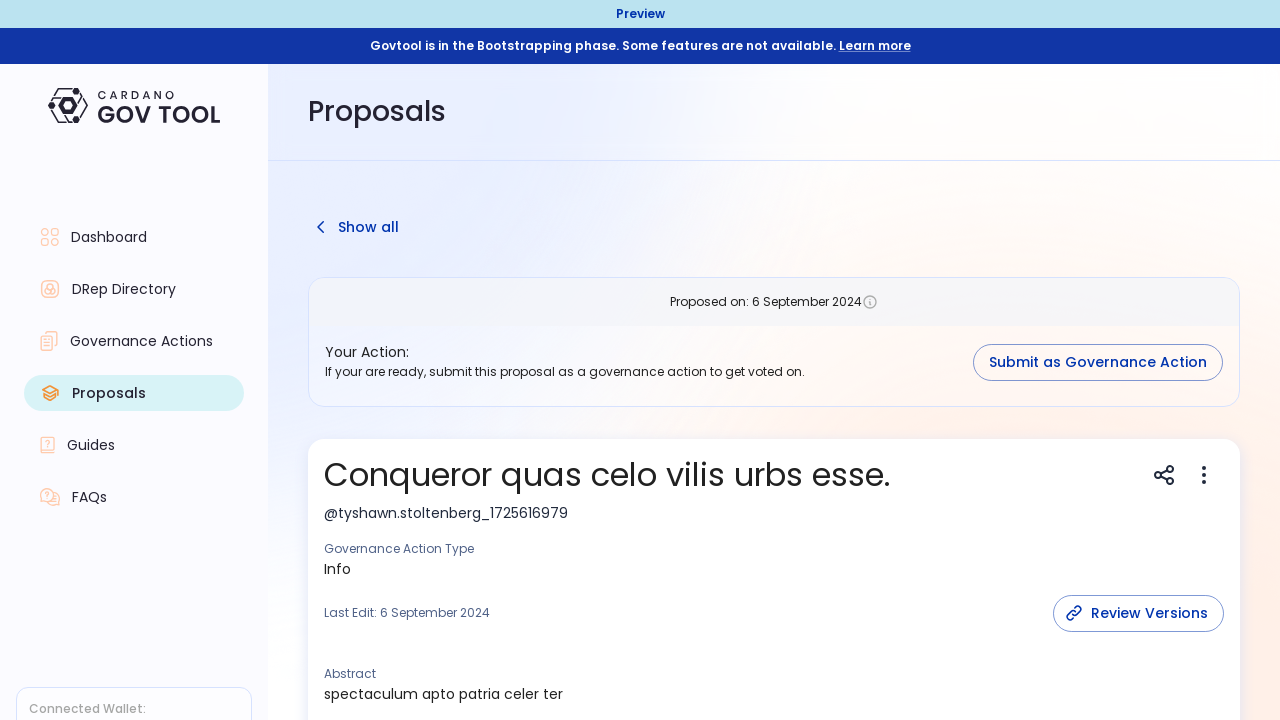 Preview
Govtool is in the Bootstrapping phase. Some features are not available. Learn more
CARDANO
GOV TOOL
Dashboard
DRep Directory
Governance Actions
Proposals
Guides
FAQs
Connected Wallet:
Proposals
Show all
Proposed on: 6 September 2024
Your Action:
If your are ready, submit this proposal as a governance action to get voted on.
Submit as Governance Action
Conqueror quas celo vilis urbs esse.
@tyshawn.stoltenberg_1725616979
Governance Action Type
Info
Last Edit: 6 September 2024
Review Versions
Abstract
spectaculum apto patria celer ter